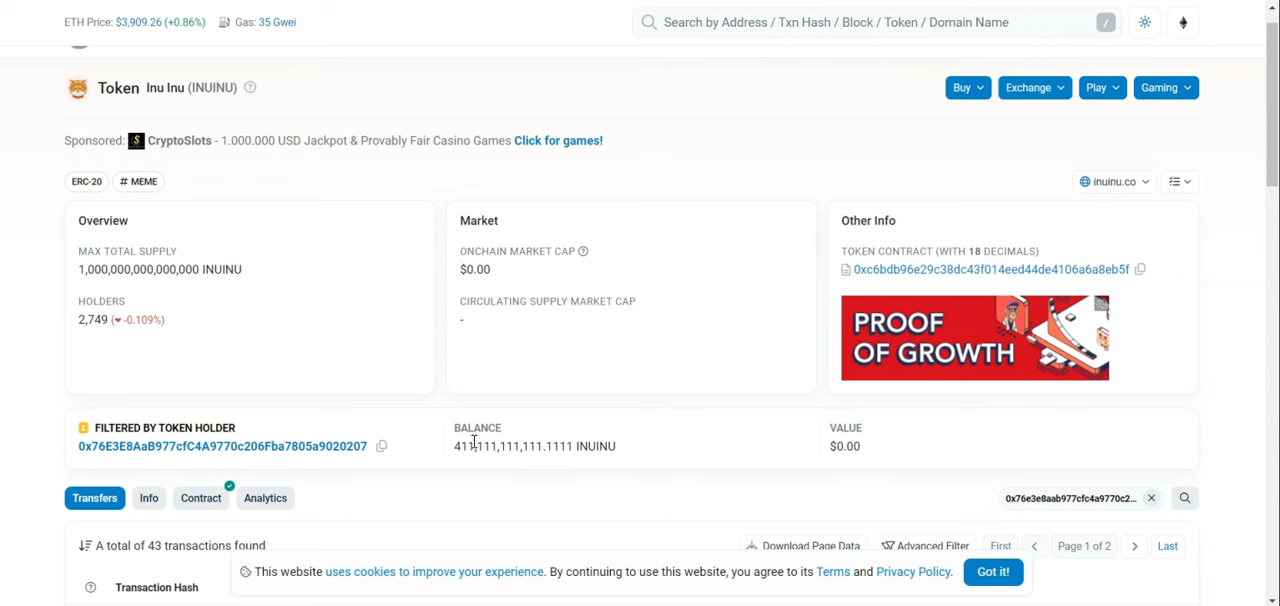 ETH Price: $3,909.26 (+0.86%) Gas: 35 Gwei
Search by Address / Txn Hash / Block / Token / Domain Name /
Token Inu Inu (INUINU)
Buy Exchange Play Gaming
Sponsored: $ CryptoSlots - 1.000.000 USD Jackpot & Provably Fair Casino Games Click for games!
ERC-20 # MEME inuinu.co
Overview
MAX TOTAL SUPPLY
1,000,000,000,000,000 INUINU
HOLDERS
2,749 (-0.109%)
Market
ONCHAIN MARKET CAP
$0.00
CIRCULATING SUPPLY MARKET CAP
-
Other Info
TOKEN CONTRACT (WITH 18 DECIMALS)
0xc6bdb96e29c38dc43f014eed44de4106a6a8eb5f
PROOF
OF GROWTH
FILTERED BY TOKEN HOLDER
0x76E3E8AaB977cfC4A9770c206Fba7805a9020207
BALANCE
411,111,111,111.1111 INUINU
VALUE
$0.00
Transfers Info Contract Analytics 0x76e3e8aab977cfc4a9770c2...
A total of 43 transactions found Download Page Data Advanced Filter First Page 1 of 2 Last
This website uses cookies to improve your experience. By continuing to use this website, you agree to its Terms and Privacy Policy. Got it!
Transaction Hash